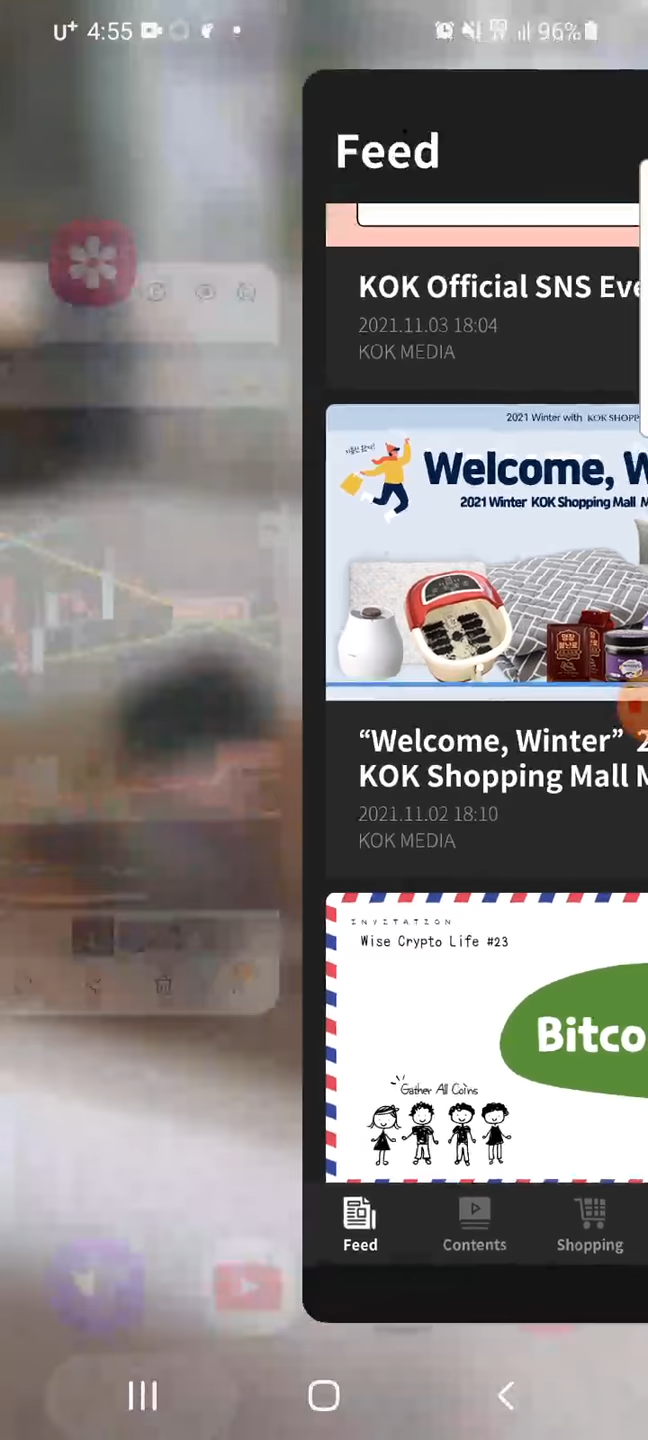 U+ 4:55
96%
Feed
KOK Official SNS Eve
2021.11.03 18:04
KOK MEDIA
2021 Winter with KOK SHOPP
Welcome, W
2021 Winter KOK Shopping Mall M
“Welcome, Winter” 2
KOK Shopping Mall M
2021.11.02 18:10
KOK MEDIA
INVITATION
Wise Crypto Life #23
Bitco
Gather All Coins
Feed
Contents
Shopping